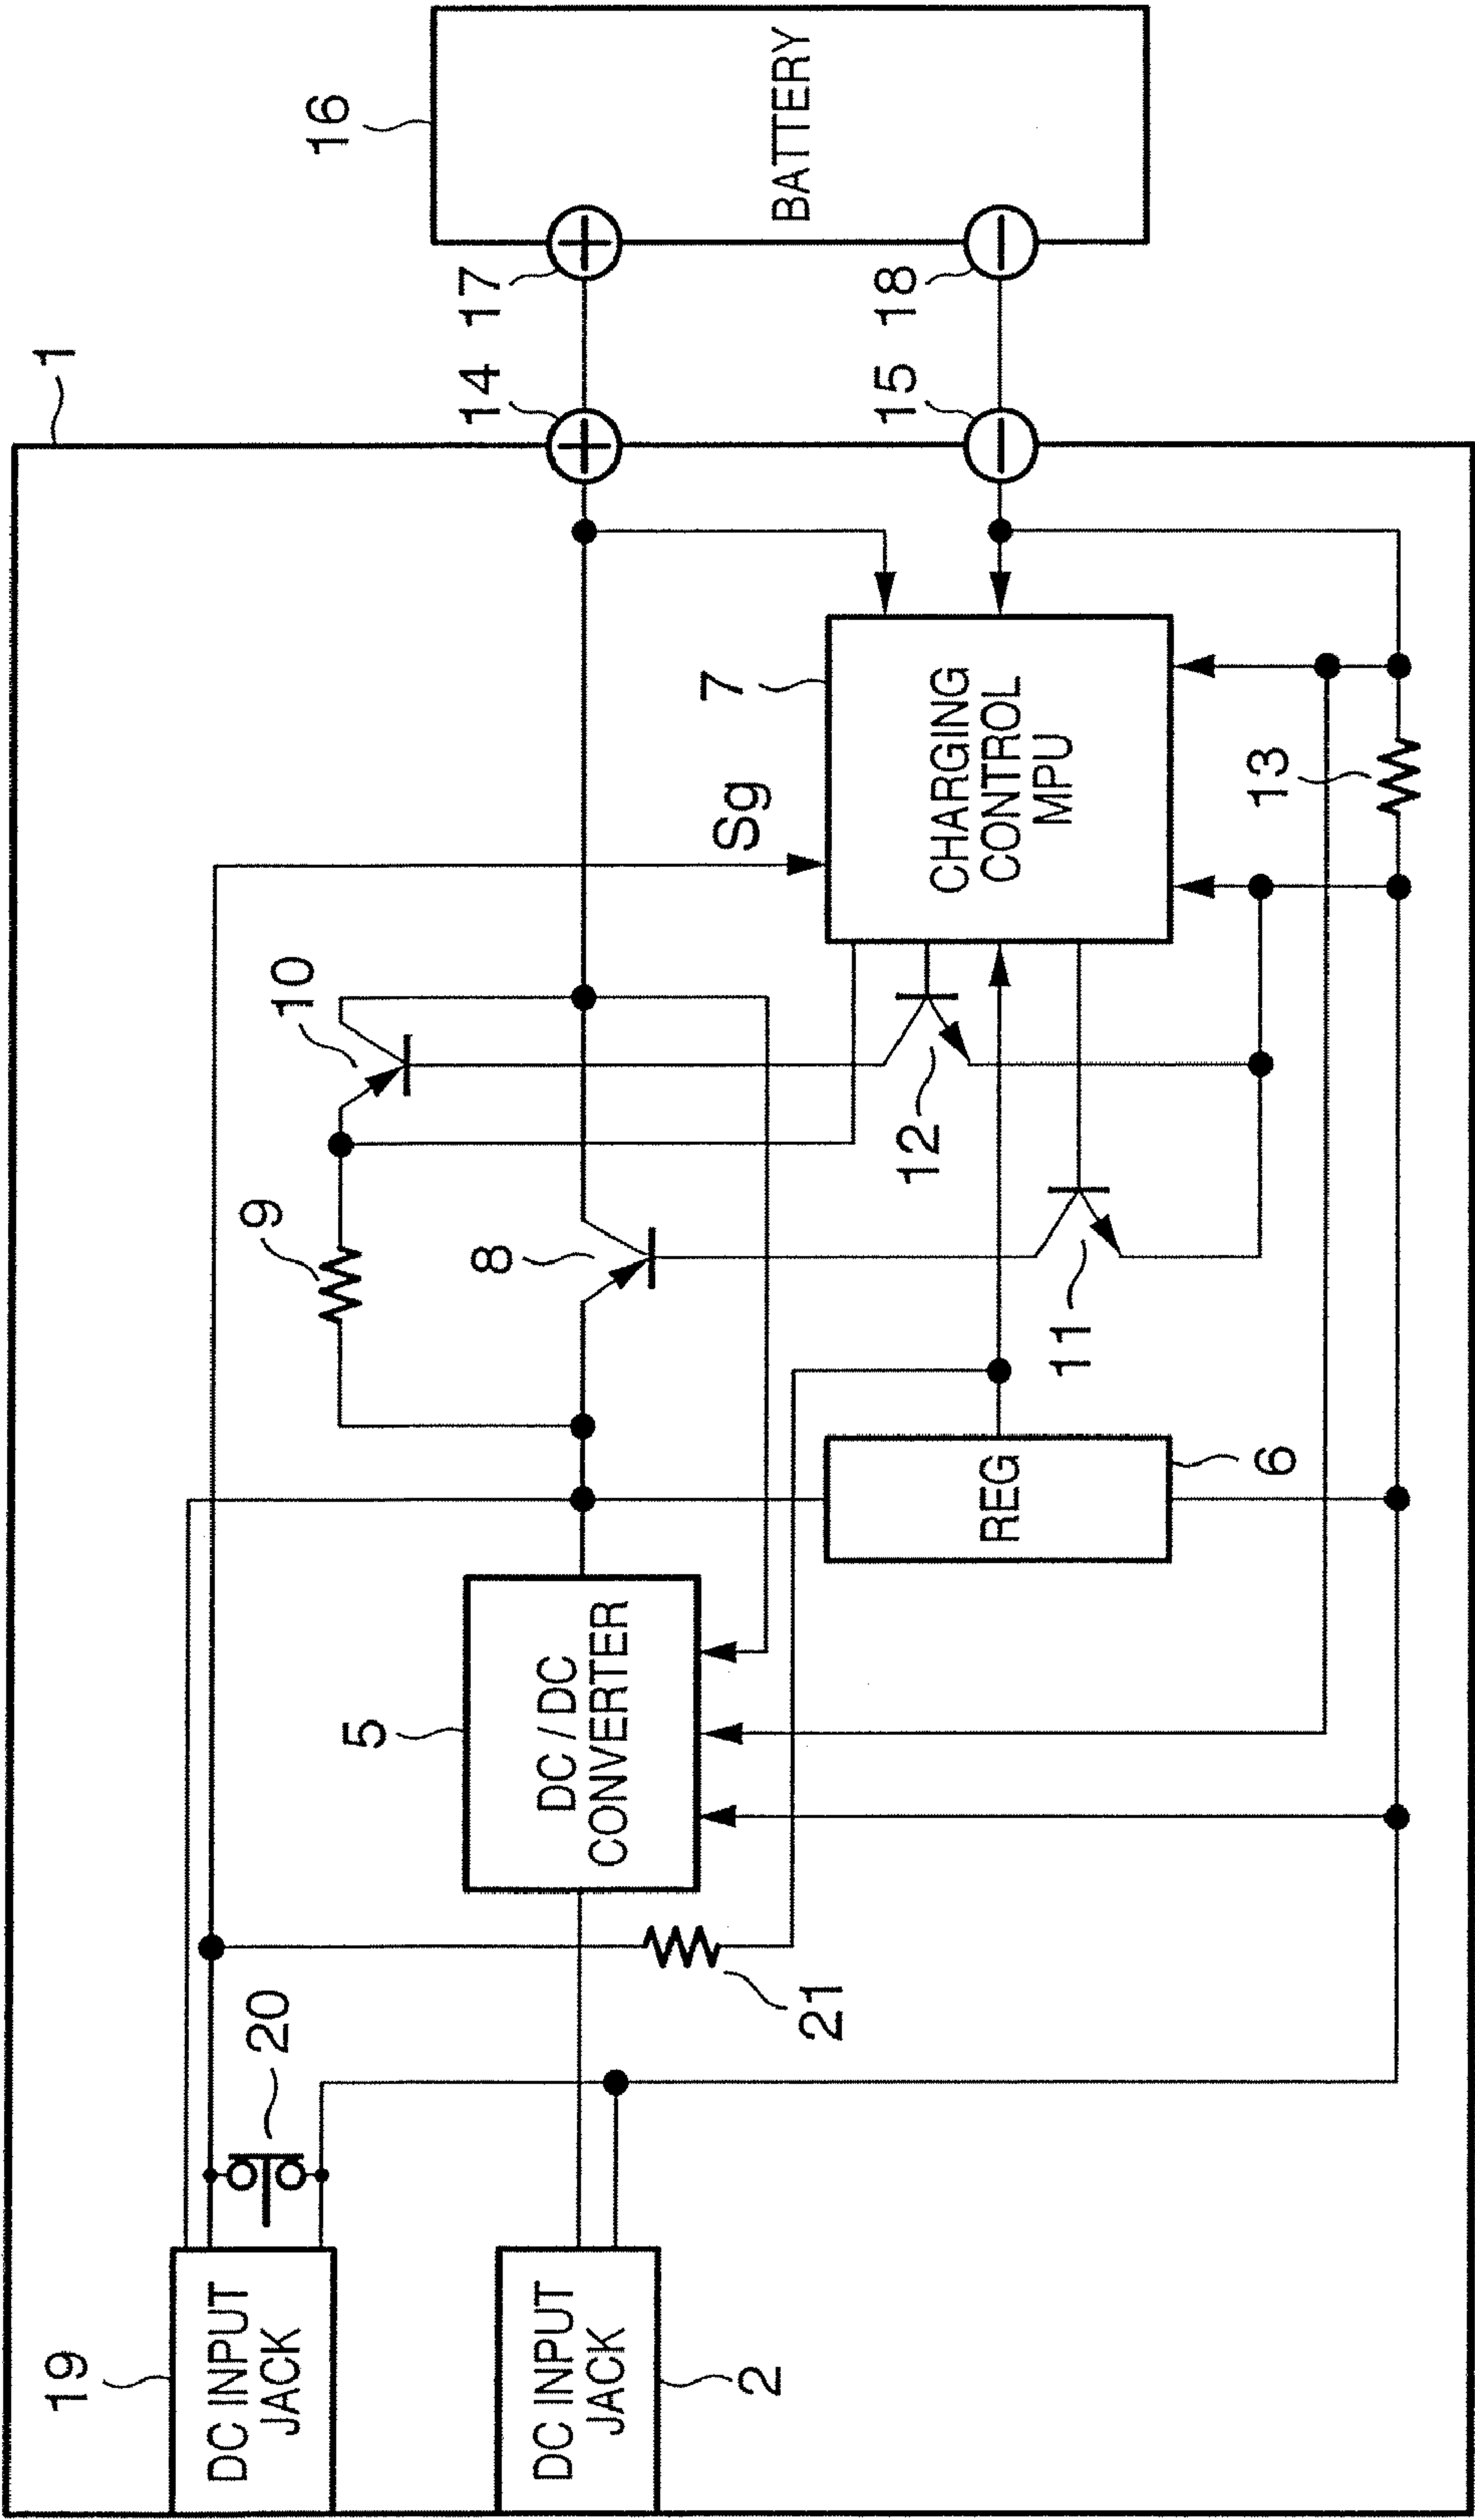 1
19
DC INPUT
JACK
20
9
10
16
5
8
14
17
DC INPUT
JACK
2
DC / DC
CONVERTER
Sg
7
BATTERY
21
12
15
18
CHARGING
CONTROL
MPU
REG
11
6
13